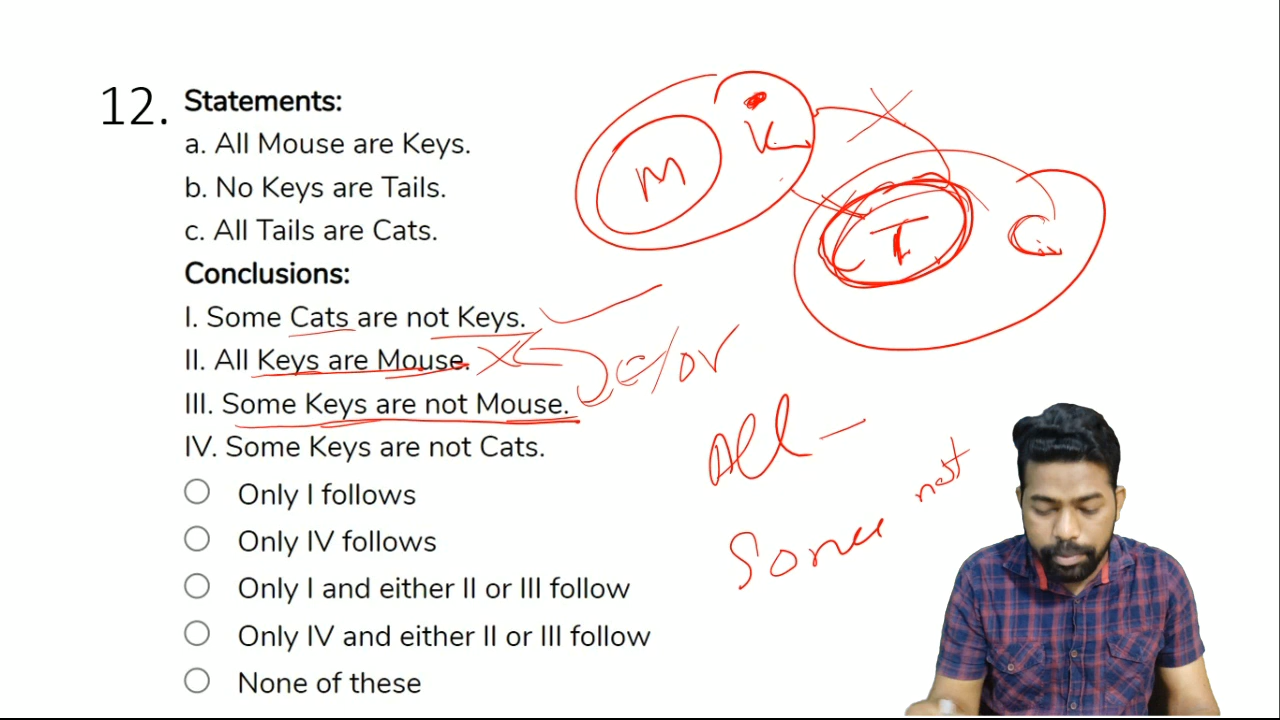 12.
Statements:
a. All Mouse are Keys.
b. No Keys are Tails.
c. All Tails are Cats.
Conclusions:
I. Some Cats are not Keys.
II. All Keys are Mouse.
III. Some Keys are not Mouse.
IV. Some Keys are not Cats.
Only I follows
Only IV follows
Only I and either II or III follow
Only IV and either II or III follow
None of these
M
K
T
C
E/or
All -
Some not